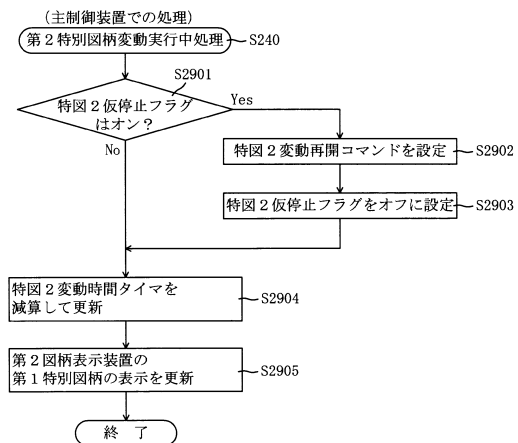 （主制御装置での処理）
第２特別図柄変動実行中処理
S240
S2901
特図２仮停止フラグ
はオン？
Yes
No
特図２変動再開コマンドを設定
S2902
特図２仮停止フラグをオフに設定
S2903
特図２変動時間タイマを
減算して更新
S2904
第２図柄表示装置の
第１特別図柄の表示を更新
S2905
終 了